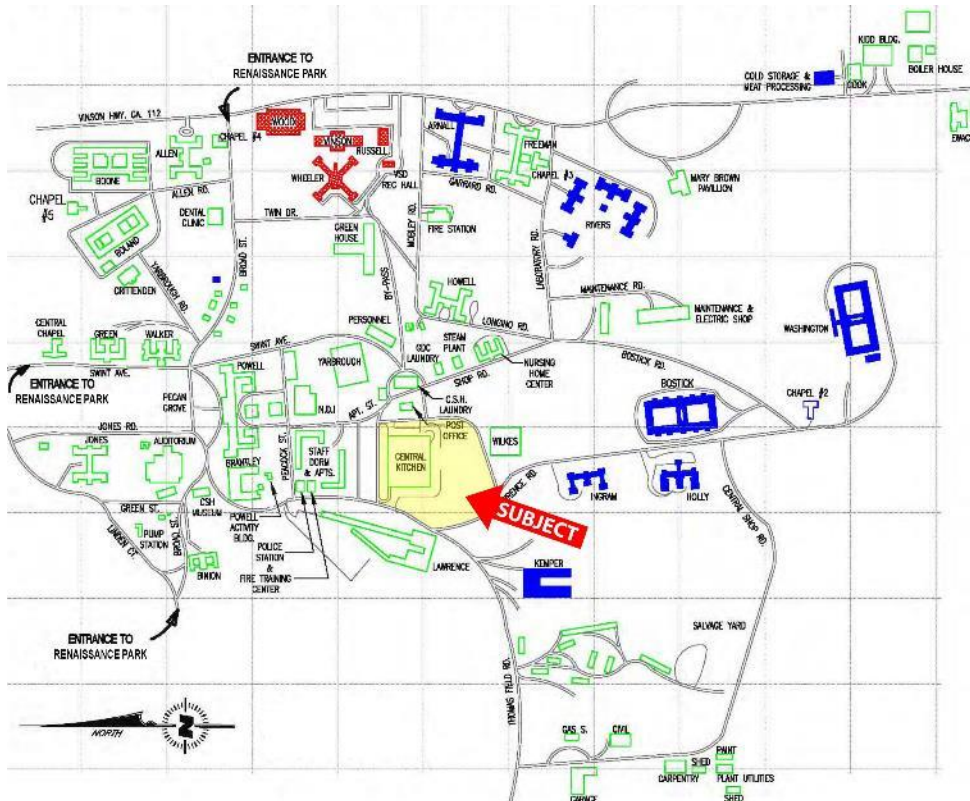 KIDD BLDG.
ENTRANCE TO
RENAISSANCE PARK
COLD STORAGE &
MEAT PROCESSING
COOK
BOILER HOUSE
VINSON HWY. GA. 112
WOOD
CHAPEL #4
VINSON
RUSSELL
ARNALL
FREEMAN
ALLEN
BOONE
WHEELER
VSD
REC HALL
GARRARD RD.
CHAPEL #3
MARY BROWN
PAVILLION
ALLEN RD.
CHAPEL
#5
DENTAL
CLINIC
TWIN DR.
GREEN
HOUSE
MOBLEY RD.
FIRE STATION
RIVERS
BOLAND
BROAD ST.
BY-PASS
LABORATORY RD.
CRITTENDEN
YARBROUGH RD.
HOWELL
MAINTENANCE RD.
MAINTENANCE &
ELECTRIC SHOP
WASHINGTON
CENTRAL
CHAPEL
GREEN
WALKER
PERSONNEL
LONGINO RD.
STEAM
PLANT
GDC
LAUNDRY
SWINT AVE.
SWINT AVE.
POWELL
YARBROUGH
SHOP RD.
NURSING
HOME
CENTER
BOSTICK RD.
ENTRANCE TO
RENAISSANCE PARK
PECAN
GROVE
APT. ST.
C.S.H.
LAUNDRY
BOSTICK
CHAPEL #2
JONES RD.
POST
OFFICE
JONES
AUDITORIUM
BRANTLEY
PEACOCK ST.
STAFF
DORM
& APTS.
CENTRAL
KITCHEN
WILKES
INGRAM
HOLLY
SUBJECT
CENTRAL SHOP RD.
GREEN ST.
CSH
MUSEUM
PUMP
STATION
BROAD ST.
LINDEN CT.
POWELL
ACTIVITY
BLDG.
POLICE
STATION
&
FIRE TRAINING
CENTER
BINION
LAWRENCE
KEMPER
ENTRANCE TO
RENAISSANCE PARK
SALVAGE YARD
THOMAS FIELD RD.
NORTH
N
GAS S.
CIVIL
PAINT
SHED
CARPENTRY
PLANT UTILITIES
GARAGE
SHED